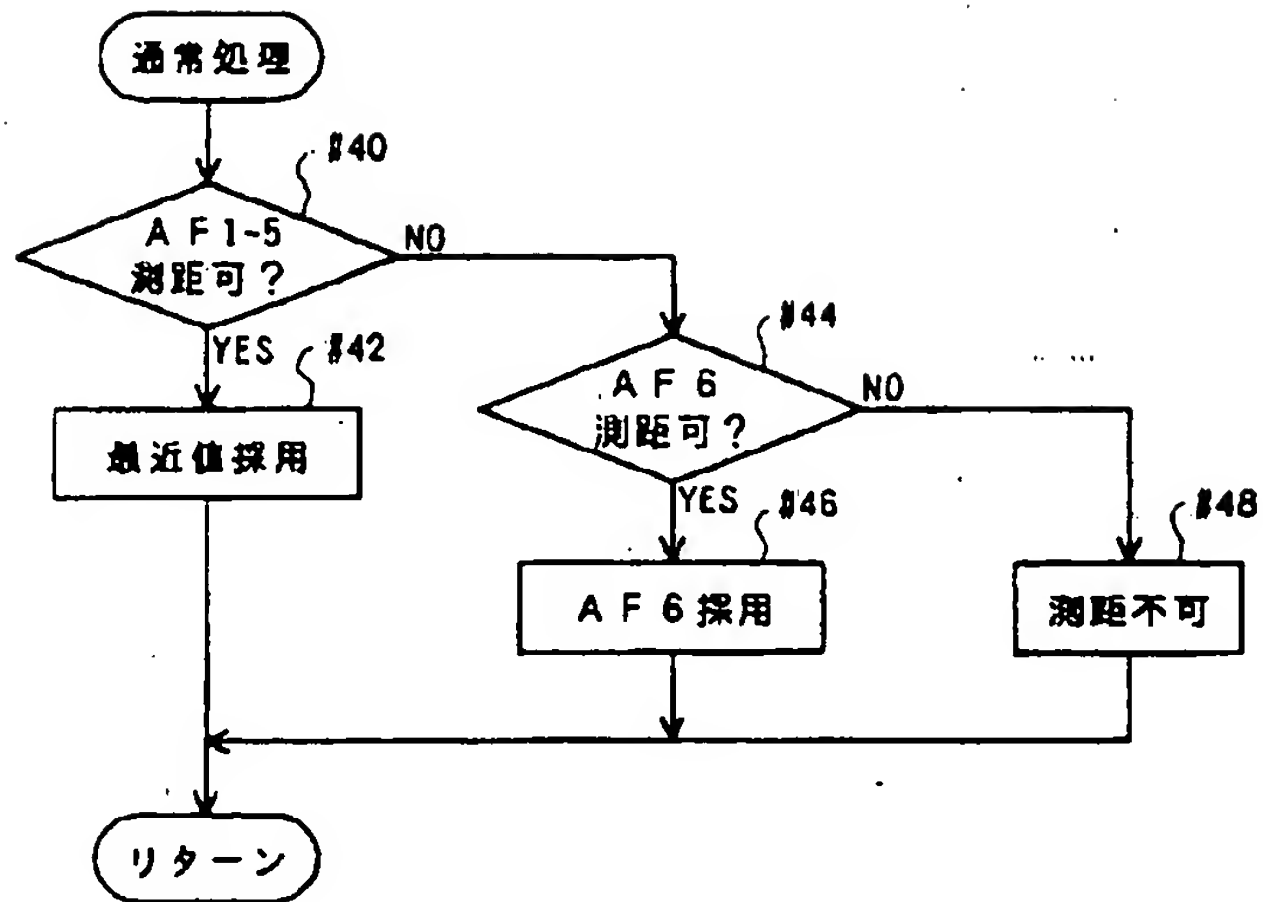 通常処理
#40
AF1-5
測距可?
NO
YES
#42
最近値採用
#44
AF6
測距可?
NO
YES
#46
AF6採用
#48
測距不可
リターン